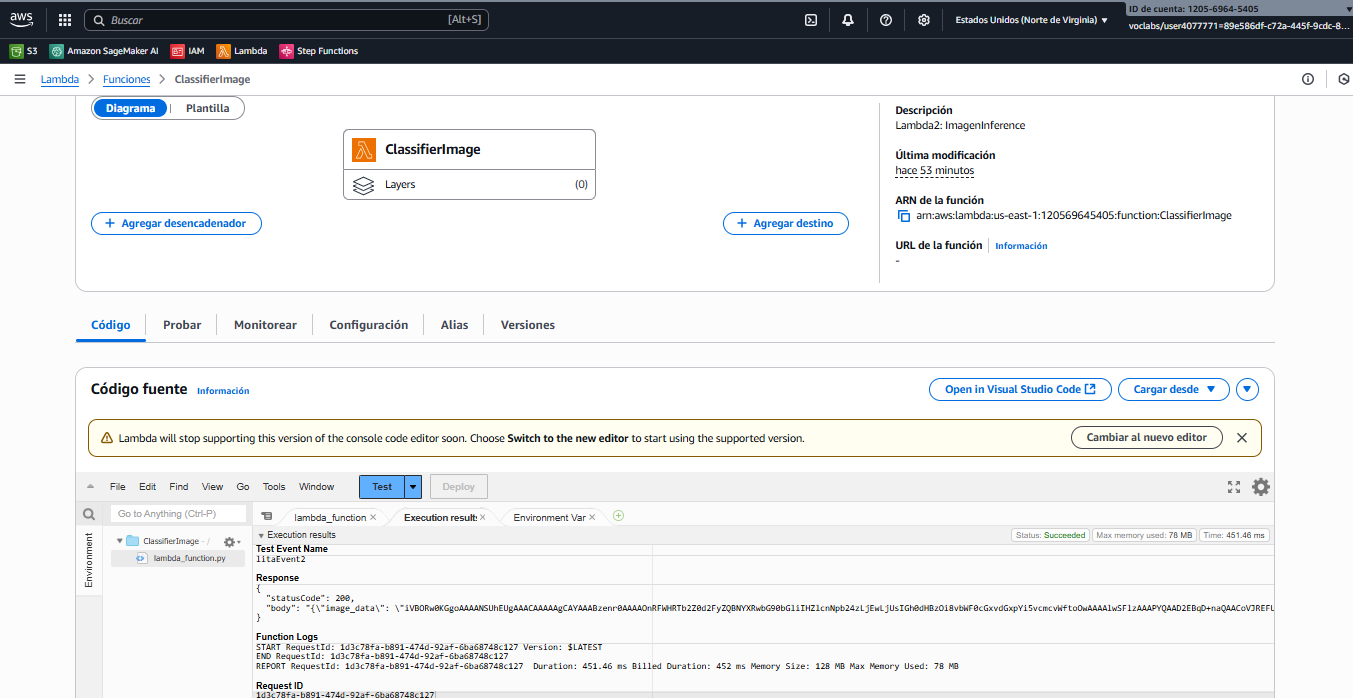 aws
Buscar [Alt+S] Estados Unidos (Norte de Virginia) ID de cuenta: 1205-6964-5405
voclabs/user4077771=89e586df-c72a-445f-9cdc-8...
S3 Amazon SageMaker AI IAM Lambda Step Functions
Lambda Funciones ClassifierImage
Diagrama Plantilla
ClassifierImage
Layers (0)
+ Agregar desencadenador + Agregar destino
Descripción
Lambda2: ImagenInference
Última modificación
hace 53 minutos
ARN de la función
arn:aws:lambda:us-east-1:120569645405:function:ClassifierImage
URL de la función Información
-
Código Probar Monitorear Configuración Alias Versiones
Código fuente Información Open in Visual Studio Code Cargar desde
Lambda will stop supporting this version of the console code editor soon. Choose Switch to the new editor to start using the supported version. Cambiar al nuevo editor
File Edit Find View Go Tools Window Test Deploy
Go to Anything (Ctrl-P) lambda_function Execution results Environment Var
Environment
ClassifierImage - /
lambda_function.py
Execution results Status: Succeeded Max memory used: 78 MB Time: 451.46 ms
Test Event Name
litaEvent2
Response
{
"statusCode": 200,
"body": "{\"image_data\": \"
}
Function Logs
START RequestId: 1d3c78fa-b891-474d-92af-6ba68748c127 Version: $LATEST
END RequestId: 1d3c78fa-b891-474d-92af-6ba68748c127
REPORT RequestId: 1d3c78fa-b891-474d-92af-6ba68748c127 Duration: 451.46 ms Billed Duration: 452 ms Memory Size: 128 MB Max Memory Used: 78 MB
Request ID
1d3c78fa-b891-474d-92af-6ba68748c127